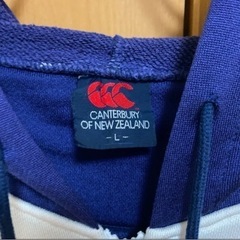 CANTERBURY
OF NEW ZEALAND
- L -